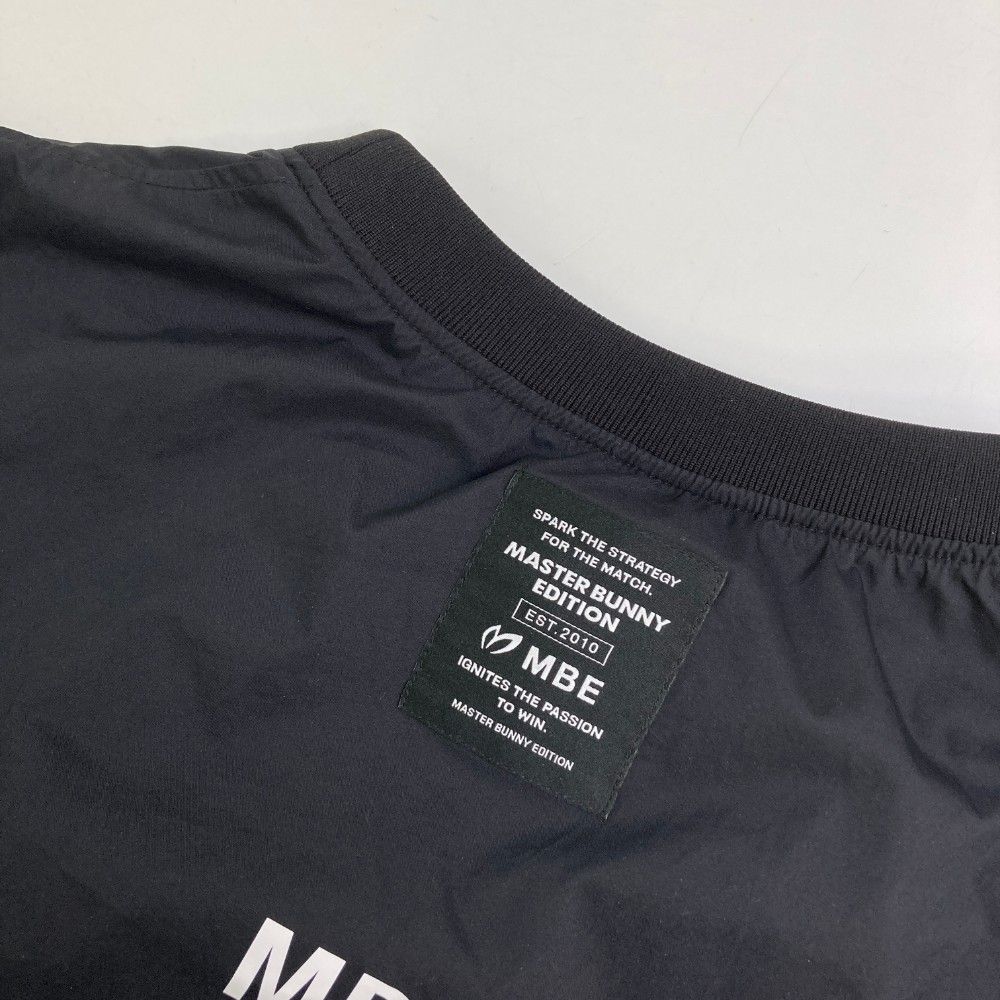 SPARK THE STRATEGY
FOR THE MATCH.
MASTER BUNNY
EDITION
EST.2010
MBE
IGNITES THE PASSION
TO WIN.
MASTER BUNNY EDITION